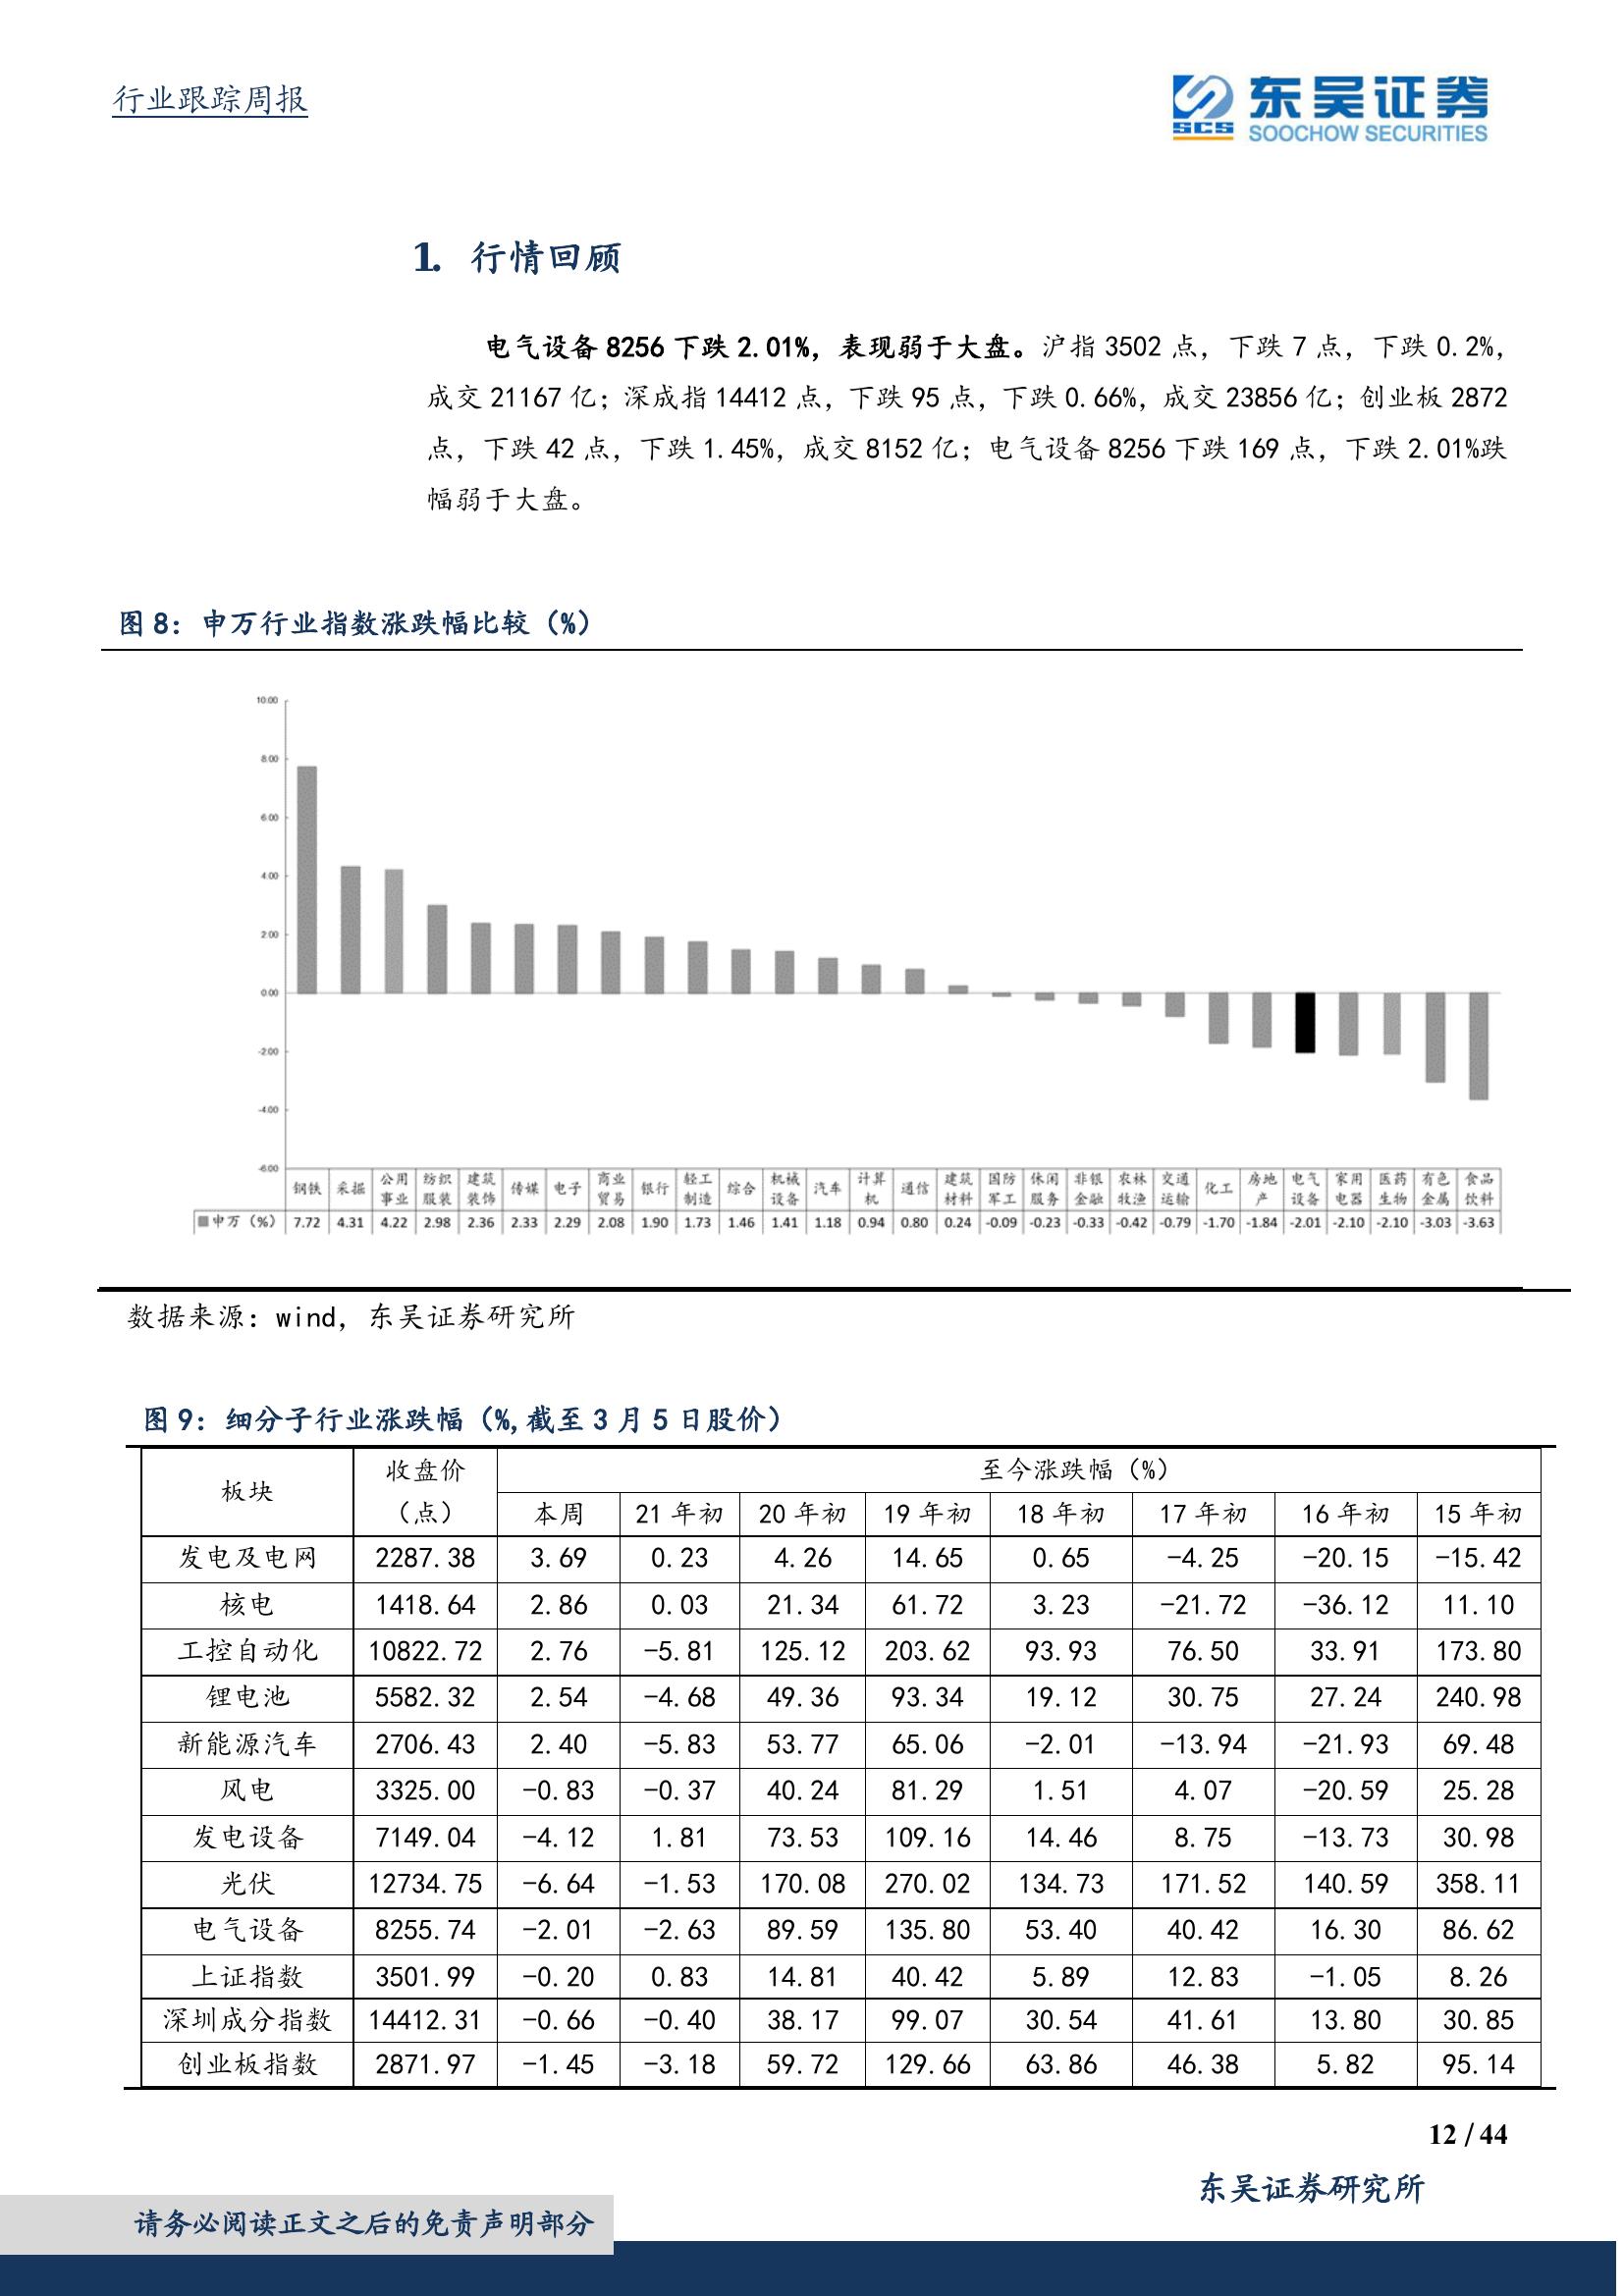 行业跟踪周报
SCS 东吴证券
SOOCHOW SECURITIES
1. 行情回顾
电气设备 8256 下跌 2.01%，表现弱于大盘。沪指 3502 点，下跌 7 点，下跌 0.2%，
成交 21167 亿；深成指 14412 点，下跌 95 点，下跌 0.66%，成交 23856 亿；创业板 2872
点，下跌 42 点，下跌 1.45%，成交 8152 亿；电气设备 8256 下跌 169 点，下跌 2.01%跌
幅弱于大盘。
图 8：申万行业指数涨跌幅比较（%）
10.00
8.00
6.00
4.00
2.00
0.00
-2.00
-4.00
-6.00
钢铁 采掘 公用事业 纺织服装 建筑装饰 传媒 电子 商业贸易 银行 轻工制造 综合 机械设备 汽车 计算机 通信 建筑材料 国防军工 休闲服务 非银金融 农林牧渔 交通运输 化工 房地产 电气设备 家用电器 医药生物 有色金属 食品饮料
申万（%） 7.72 4.31 4.22 2.98 2.36 2.33 2.29 2.08 1.90 1.73 1.46 1.41 1.18 0.94 0.80 0.24 -0.09 -0.23 -0.33 -0.42 -0.79 -1.70 -1.84 -2.01 -2.10 -2.10 -3.03 -3.63
数据来源：wind，东吴证券研究所
图 9：细分子行业涨跌幅（%,截至 3 月 5 日股价）
板块 收盘价（点） 至今涨跌幅（%）
本周 21 年初 20 年初 19 年初 18 年初 17 年初 16 年初 15 年初
发电及电网 2287.38 3.69 0.23 4.26 14.65 0.65 -4.25 -20.15 -15.42
核电 1418.64 2.86 0.03 21.34 61.72 3.23 -21.72 -36.12 11.10
工控自动化 10822.72 2.76 -5.81 125.12 203.62 93.93 76.50 33.91 173.80
锂电池 5582.32 2.54 -4.68 49.36 93.34 19.12 30.75 27.24 240.98
新能源汽车 2706.43 2.40 -5.83 53.77 65.06 -2.01 -13.94 -21.93 69.48
风电 3325.00 -0.83 -0.37 40.24 81.29 1.51 4.07 -20.59 25.28
发电设备 7149.04 -4.12 1.81 73.53 109.16 14.46 8.75 -13.73 30.98
光伏 12734.75 -6.64 -1.53 170.08 270.02 134.73 171.52 140.59 358.11
电气设备 8255.74 -2.01 -2.63 89.59 135.80 53.40 40.42 16.30 86.62
上证指数 3501.99 -0.20 0.83 14.81 40.42 5.89 12.83 -1.05 8.26
深圳成分指数 14412.31 -0.66 -0.40 38.17 99.07 30.54 41.61 13.80 30.85
创业板指数 2871.97 -1.45 -3.18 59.72 129.66 63.86 46.38 5.82 95.14
12 / 44
东吴证券研究所
请务必阅读正文之后的免责声明部分